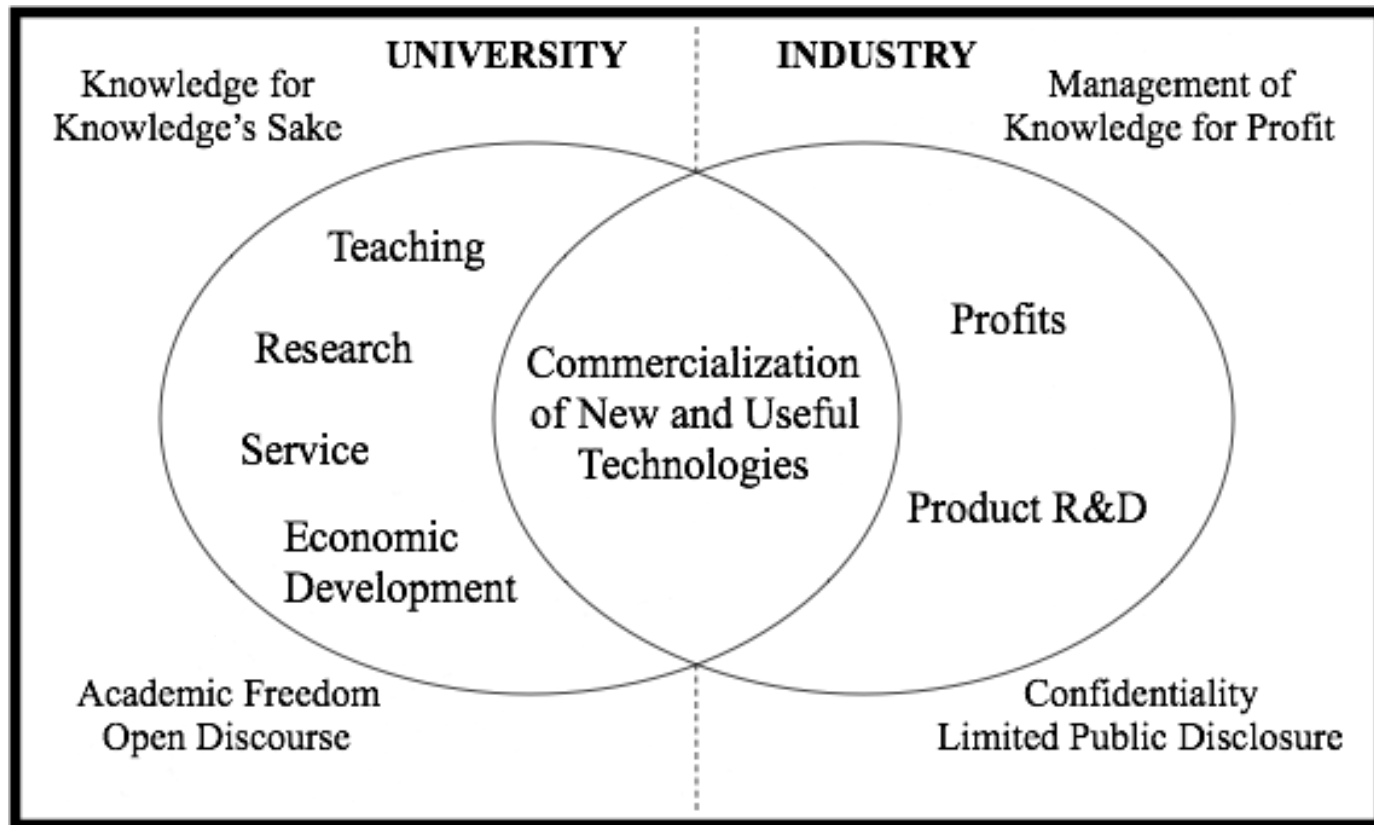 UNIVERSITY
INDUSTRY
Knowledge for
Knowledge's Sake
Management of
Knowledge for Profit
Teaching
Research
Service
Economic
Development
Commercialization
of New and Useful
Technologies
Profits
Product R&D
Academic Freedom
Open Discourse
Confidentiality
Limited Public Disclosure